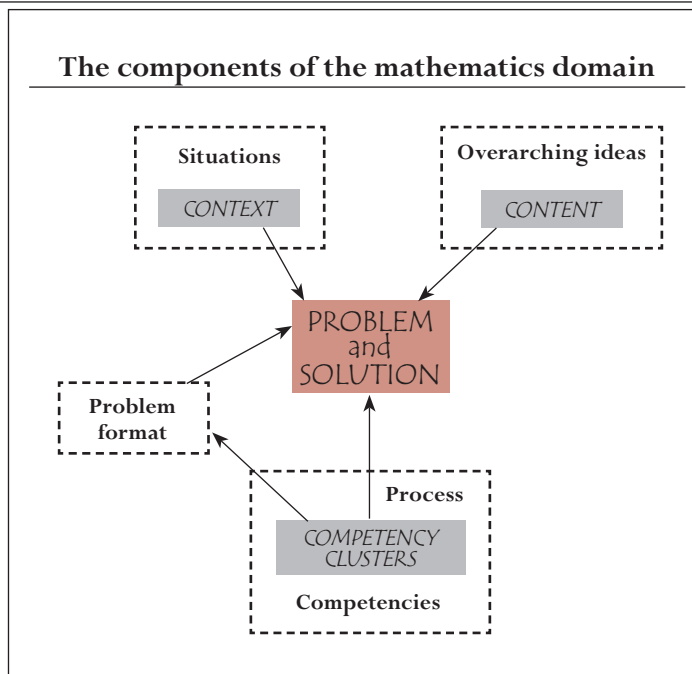 The components of the mathematics domain
Situations
CONTEXT
Overarching ideas
CONTENT
PROBLEM
and
SOLUTION
Problem
format
Process
COMPETENCY
CLUSTERS
Competencies